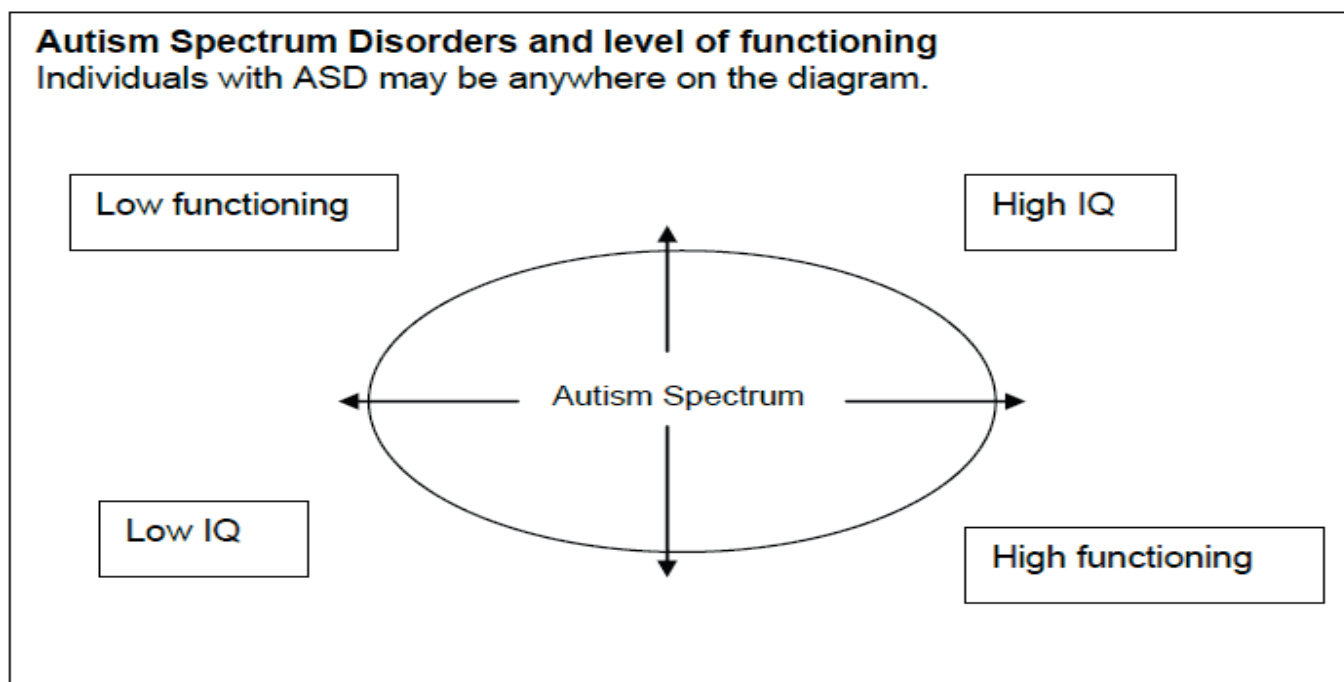 Autism Spectrum Disorders and level of functioning
Individuals with ASD may be anywhere on the diagram.
Low functioning
High IQ
Autism Spectrum
Low IQ
High functioning